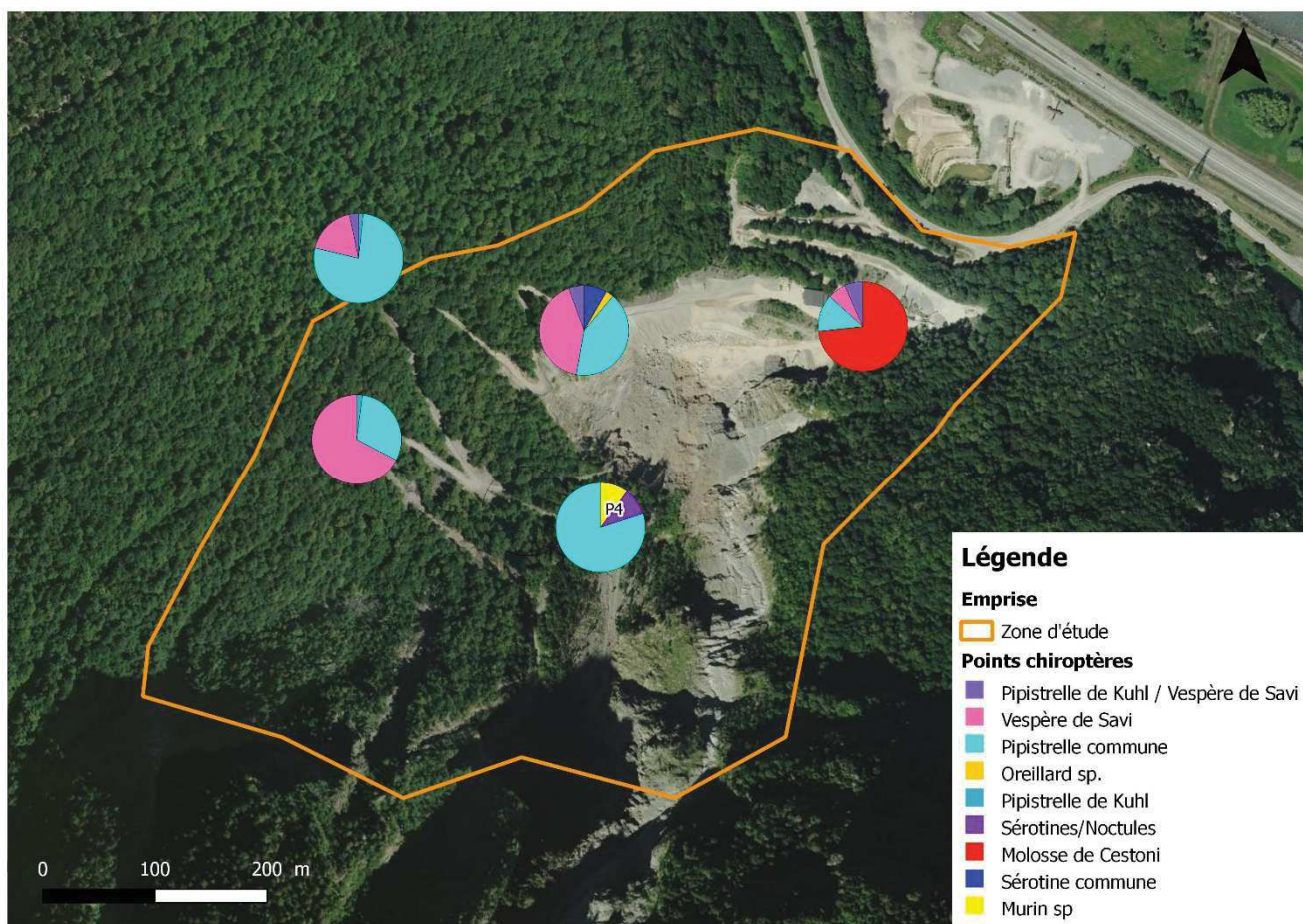 P4
0 100 200 m
Légende
Emprise
Zone d'étude
Points chiroptères
Pipistrelle de Kuhl / Vespère de Savi
Vespère de Savi
Pipistrelle commune
Oreillard sp.
Pipistrelle de Kuhl
Sérotines/Noctules
Molosse de Cestoni
Sérotine commune
Murin sp